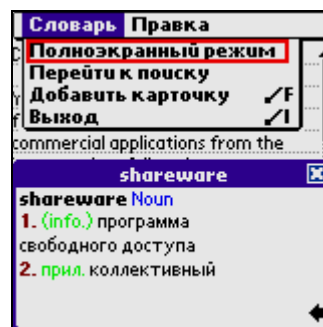 Словарь Правка
Полноэкранный режим
Перейти к поиску
Добавить карточку /F
Выход /I
commercial applications from the
shareware
shareware Noun
1. (info.) программа
свободного доступа
2. прил. коллективный